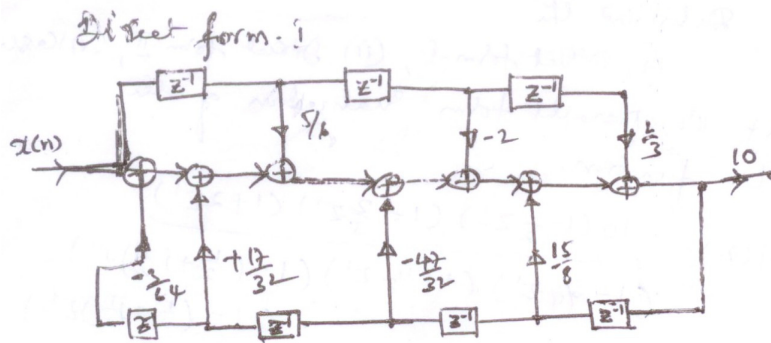 Direct form-1
z⁻¹ z⁻¹ z⁻¹
5/6 -2 2/3
x(n) + + + + + + + 10
-3/64 +17/32 -47/32 15/8
z z⁻¹ z⁻¹ z⁻¹